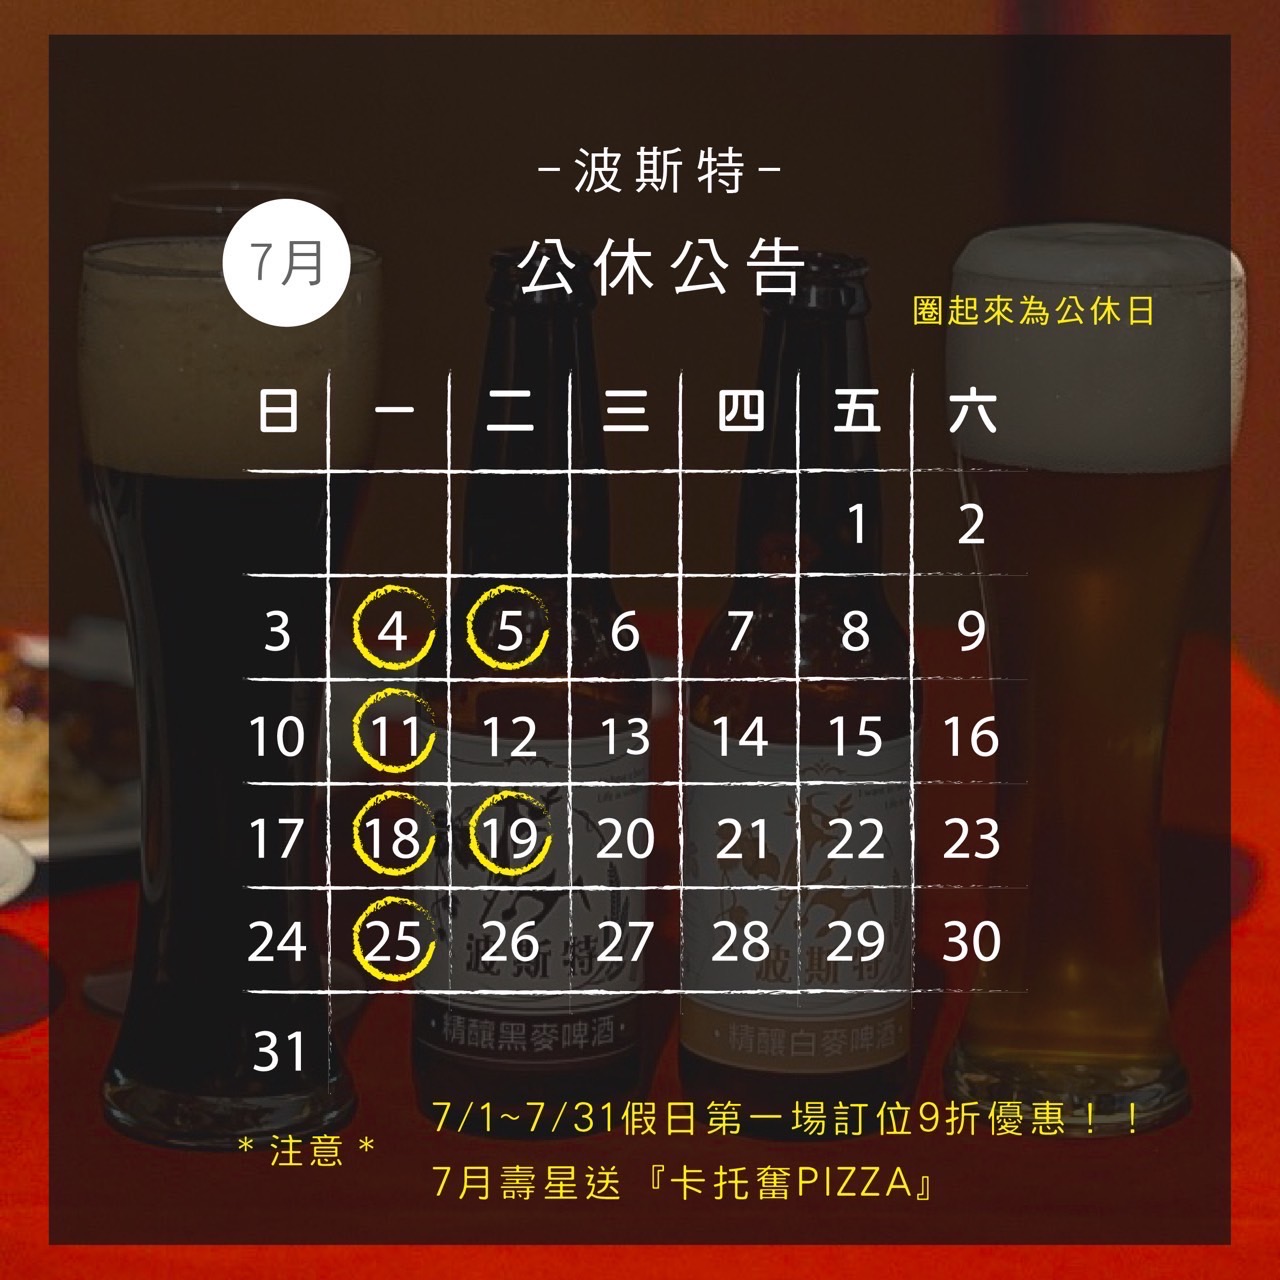 -波斯特-
7月
公休公告
圈起來為公休日
日 一 二 三 四 五 六
1 2
3 4 5 6 7 8 9
10 11 12 13 14 15 16
17 18 19 20 21 22 23
24 25 26 27 28 29 30
31
波斯特 波斯特
·精釀黑麥啤酒· ·精釀白麥啤酒·
7/1~7/31假日第一場訂位9折優惠！！
*注意*
7月壽星送『卡托奮PIZZA』